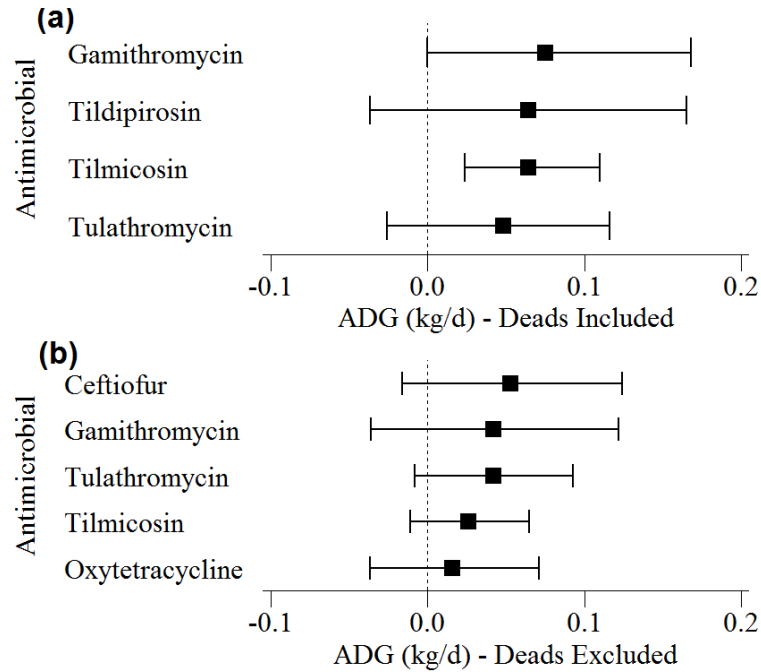 (a)
Antimicrobial
Gamithromycin
Tildipirosin
Tilmicosin
Tulathromycin
-0.1 0.0 0.1 0.2
ADG (kg/d) - Deads Included
(b)
Antimicrobial
Ceftiofur
Gamithromycin
Tulathromycin
Tilmicosin
Oxytetracycline
-0.1 0.0 0.1 0.2
ADG (kg/d) - Deads Excluded